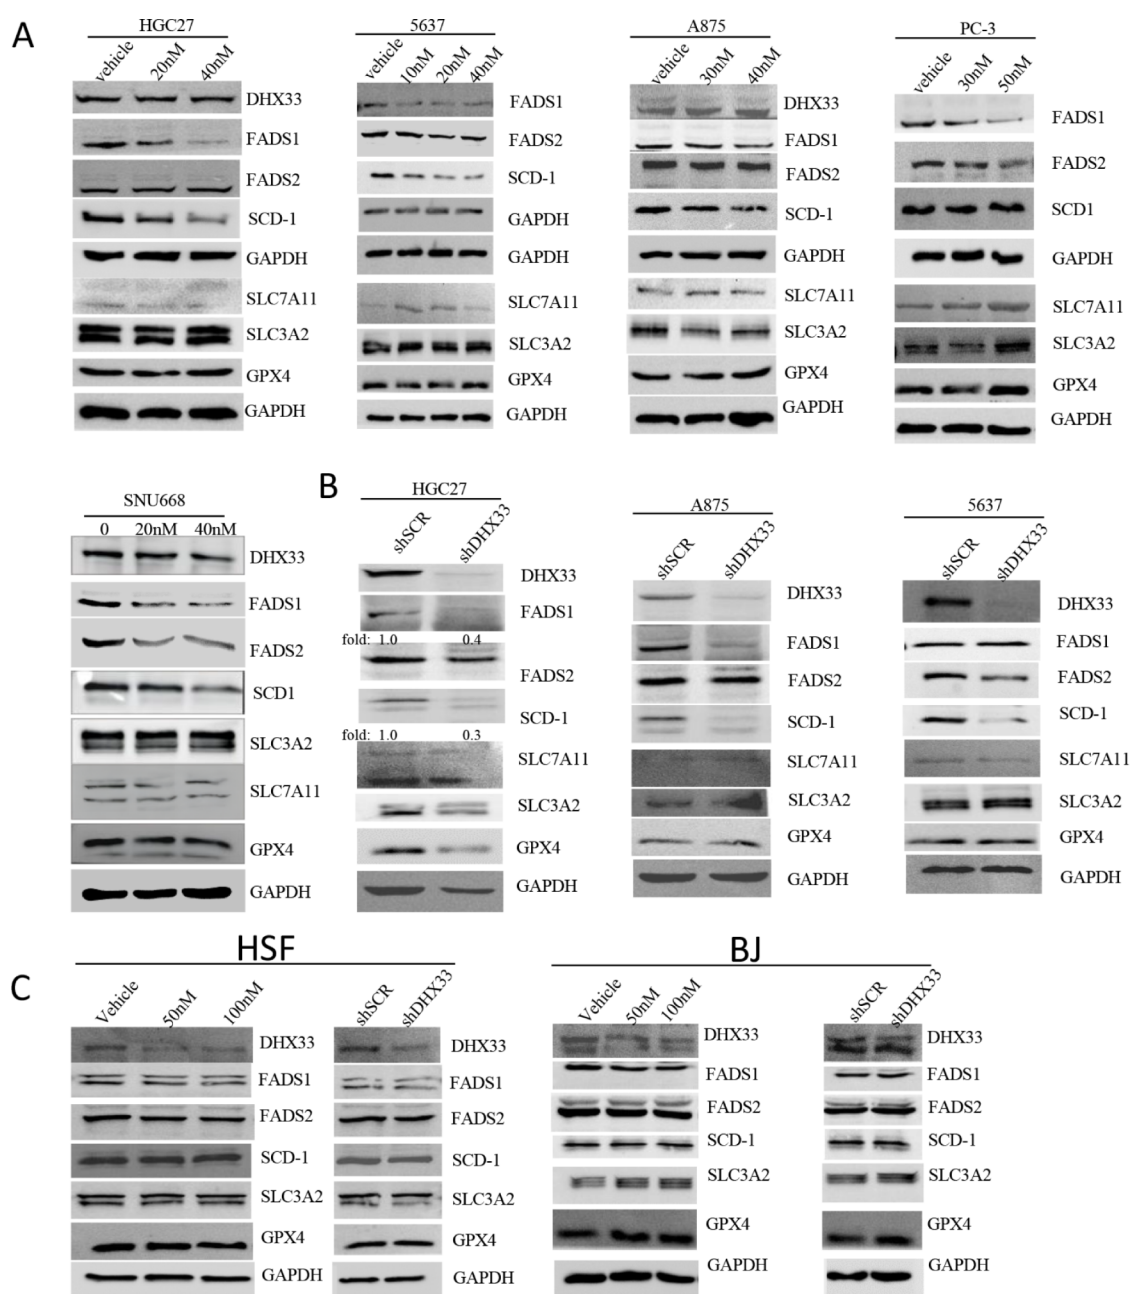 A
HGC27
vehicle 20nM 40nM
DHX33
FADS1
FADS2
SCD-1
GAPDH
SLC7A11
SLC3A2
GPX4
GAPDH
5637
vehicle 10nM 20nM 40nM
FADS1
FADS2
SCD-1
GAPDH
GAPDH
SLC7A11
SLC3A2
GPX4
GAPDH
A875
vehicle 30nM 40nM
DHX33
FADS1
FADS2
SCD-1
GAPDH
SLC7A11
SLC3A2
GPX4
GAPDH
PC-3
vehicle 30nM 50nM
FADS1
FADS2
SCD1
GAPDH
SLC7A11
SLC3A2
GPX4
GAPDH
SNU668
0 20nM 40nM
DHX33
FADS1
FADS2
SCD1
SLC3A2
SLC7A11
GPX4
GAPDH
B
HGC27
shSCR shDHX33
DHX33
FADS1
fold: 1.0 0.4
FADS2
SCD-1
fold: 1.0 0.3
SLC7A11
SLC3A2
GPX4
GAPDH
A875
shSCR shDHX33
DHX33
FADS1
FADS2
SCD-1
SLC7A11
SLC3A2
GPX4
GAPDH
5637
shSCR shDHX33
DHX33
FADS1
FADS2
SCD-1
SLC7A11
SLC3A2
GPX4
GAPDH
C
HSF
Vehicle 50nM 100nM
DHX33
FADS1
FADS2
SCD-1
SLC3A2
GPX4
GAPDH
shSCR shDHX33
DHX33
FADS1
FADS2
SCD-1
SLC3A2
GPX4
GAPDH
BJ
Vehicle 50nM 100nM
DHX33
FADS1
FADS2
SCD-1
SLC3A2
GPX4
GAPDH
shSCR shDHX33
DHX33
FADS1
FADS2
SCD-1
SLC3A2
GPX4
GAPDH